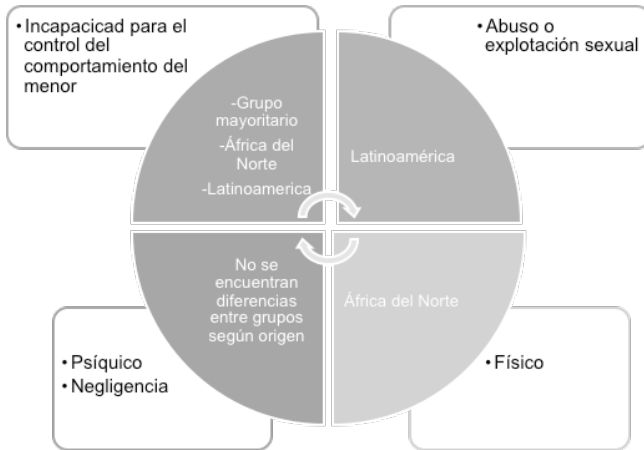 • Incapacicad para el
control del
comportamiento del
menor
• Abuso o
explotación sexual
-Grupo
mayoritario
-África del
Norte
-Latinoamerica
Latinoamérica
No se
encuentran
diferencias
entre grupos
según origen
África del Norte
• Psíquico
• Negligencia
• Físico